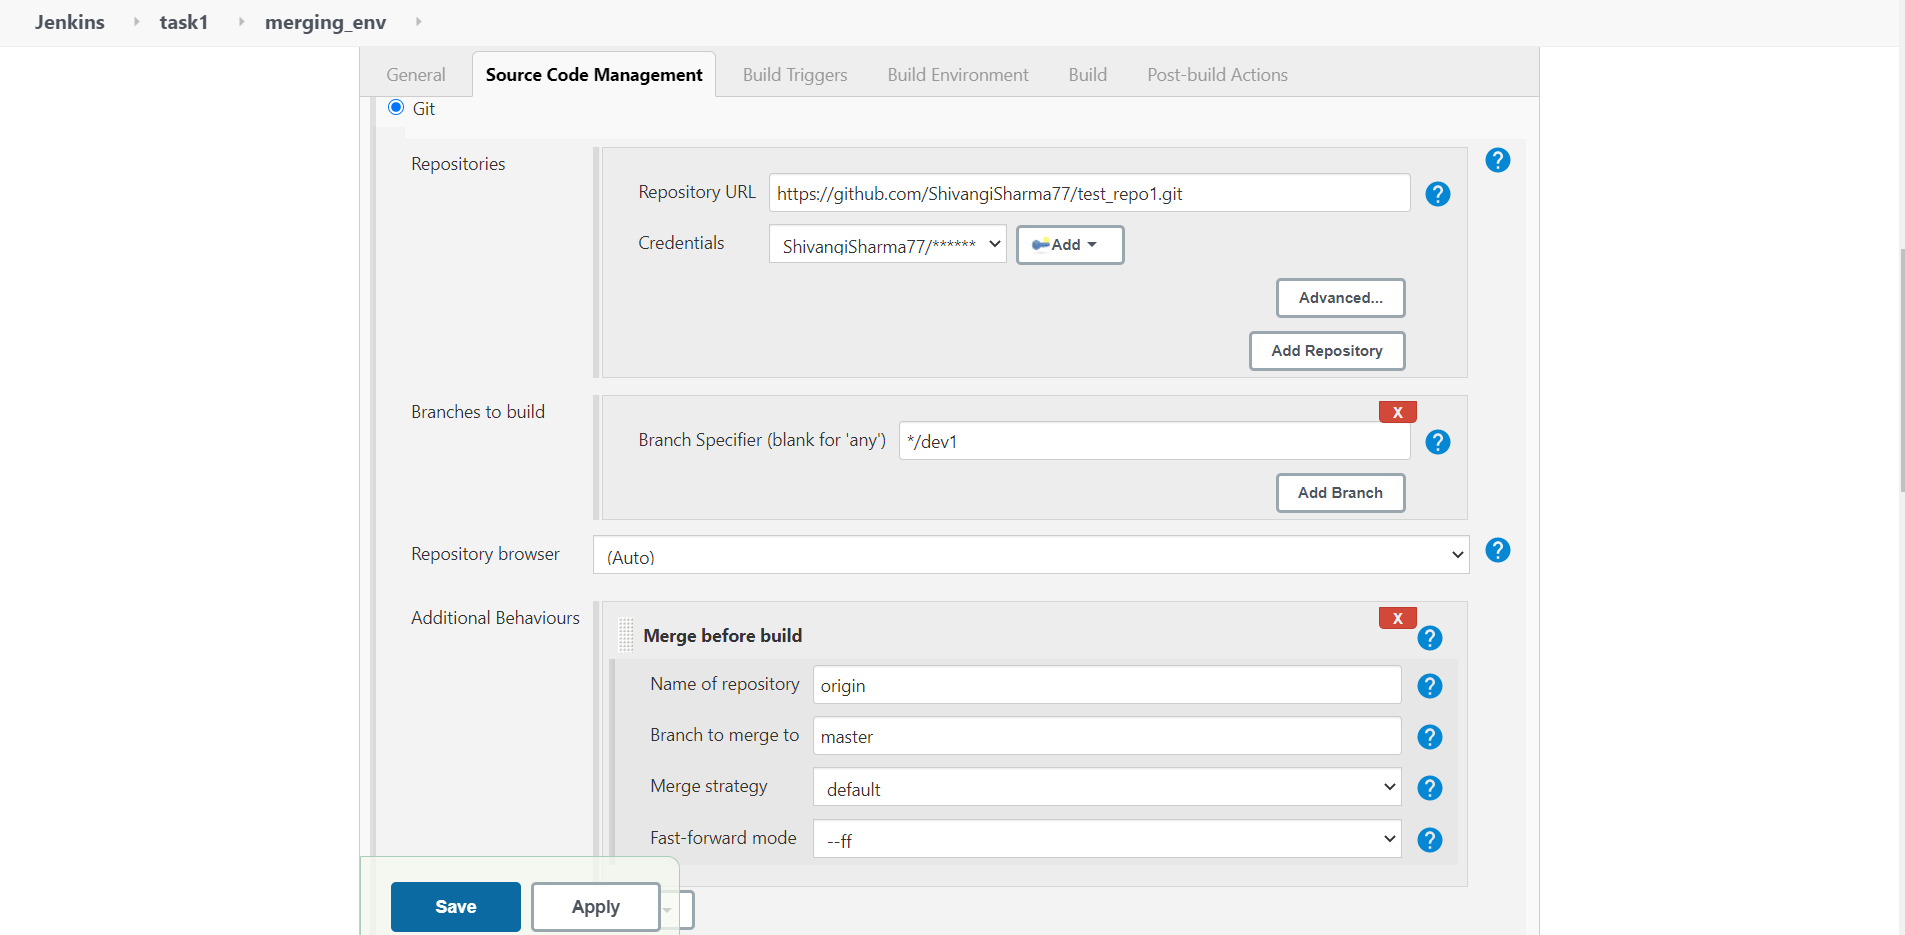 Jenkins task1 merging_env
General Source Code Management Build Triggers Build Environment Build Post-build Actions
Git
Repositories
Repository URL https://github.com/ShivangiSharma77/test_repo1.git
Credentials ShivangiSharma77/****** Add
Advanced...
Add Repository
Branches to build
X
Branch Specifier (blank for 'any') */dev1
Add Branch
Repository browser (Auto)
Additional Behaviours
X
Merge before build
Name of repository origin
Branch to merge to master
Merge strategy default
Fast-forward mode --ff
Save Apply